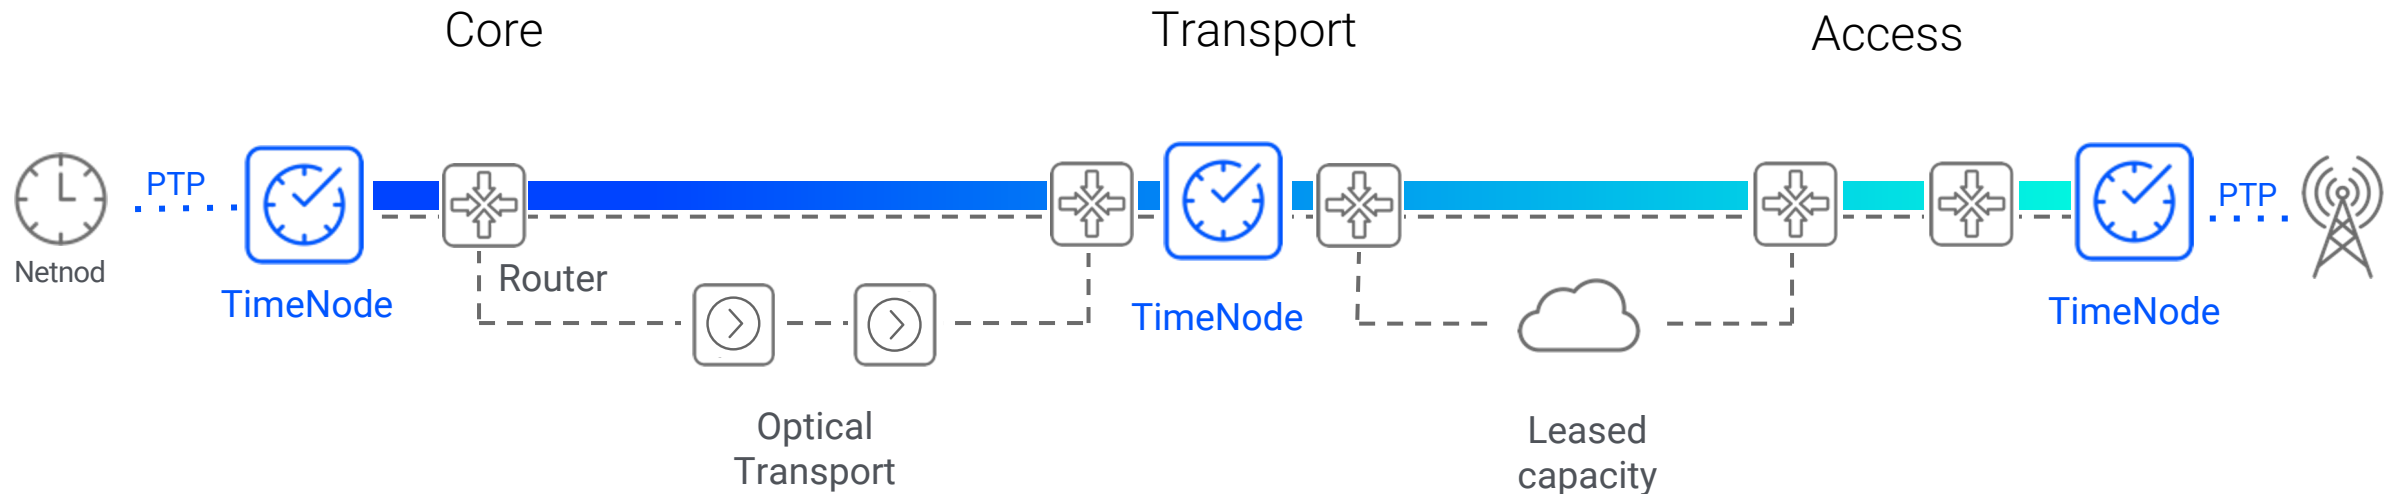 Core
Transport
Access
PTP
PTP
Netnod
Router
TimeNode
TimeNode
TimeNode
Optical
Transport
Leased
capacity